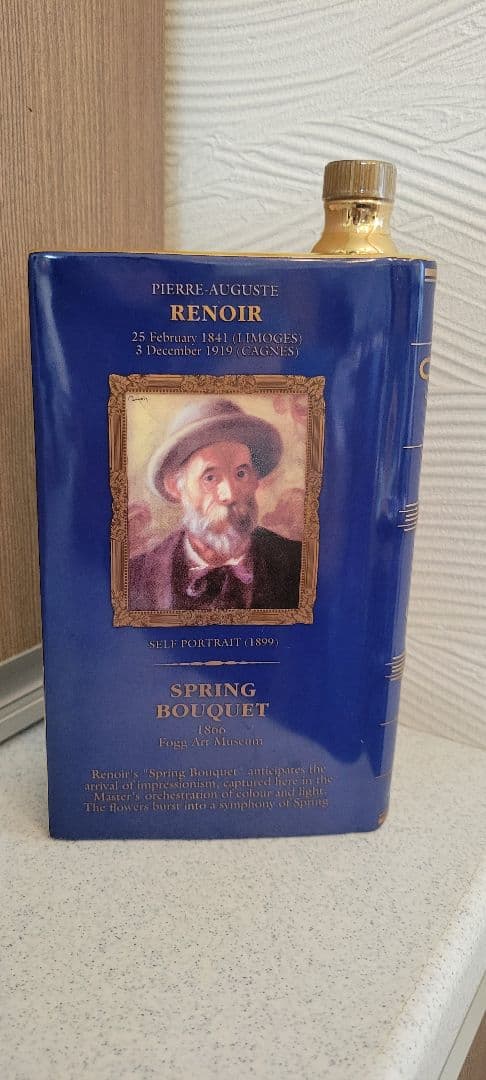 PIERRE-AUGUSTE
RENOIR
25 February 1841 (LIMOGES)
3 December 1919 (CAGNES)
Renoir
SELF PORTRAIT (1899)
SPRING
BOUQUET
1866
Fogg Art Museum
Renoir's "Spring Bouquet" anticipates the
arrival of impressionism, captured here in the
Master's orchestration of colour and light.
The flowers burst into a symphony of Spring